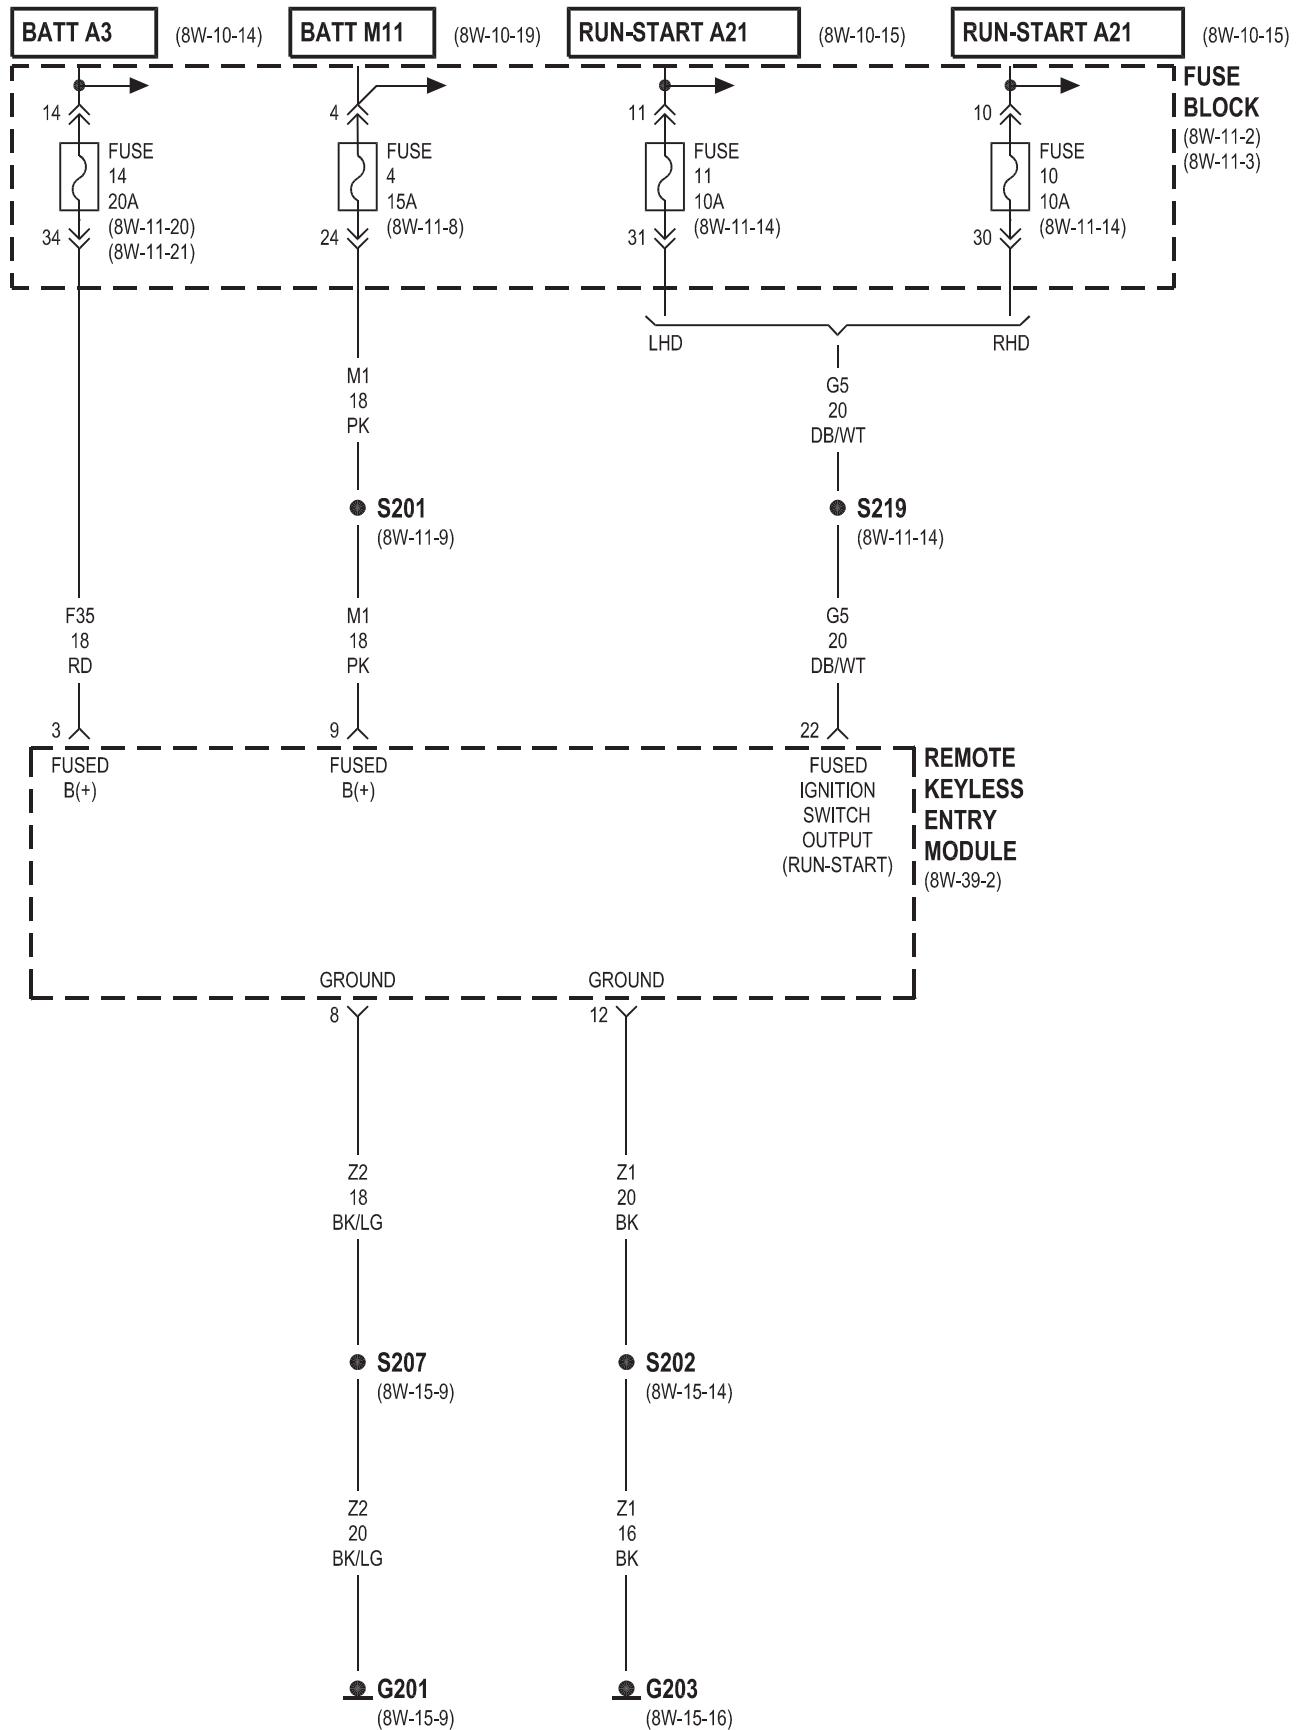 BATT A3
(8W-10-14)
BATT M11
(8W-10-19)
RUN-START A21
(8W-10-15)
RUN-START A21
(8W-10-15)
FUSE
BLOCK
(8W-11-2)
(8W-11-3)
14
FUSE
14
20A
(8W-11-20)
(8W-11-21)
34
4
FUSE
4
15A
(8W-11-8)
24
11
FUSE
11
10A
(8W-11-14)
31
10
FUSE
10
10A
(8W-11-14)
30
LHD
RHD
M1
18
PK
G5
20
DB/WT
S201
(8W-11-9)
S219
(8W-11-14)
F35
18
RD
M1
18
PK
G5
20
DB/WT
3
9
22
FUSED
B(+)
FUSED
B(+)
FUSED
IGNITION
SWITCH
OUTPUT
(RUN-START)
REMOTE
KEYLESS
ENTRY
MODULE
(8W-39-2)
GROUND
GROUND
8
12
Z2
18
BK/LG
Z1
20
BK
S207
(8W-15-9)
S202
(8W-15-14)
Z2
20
BK/LG
Z1
16
BK
G201
(8W-15-9)
G203
(8W-15-16)